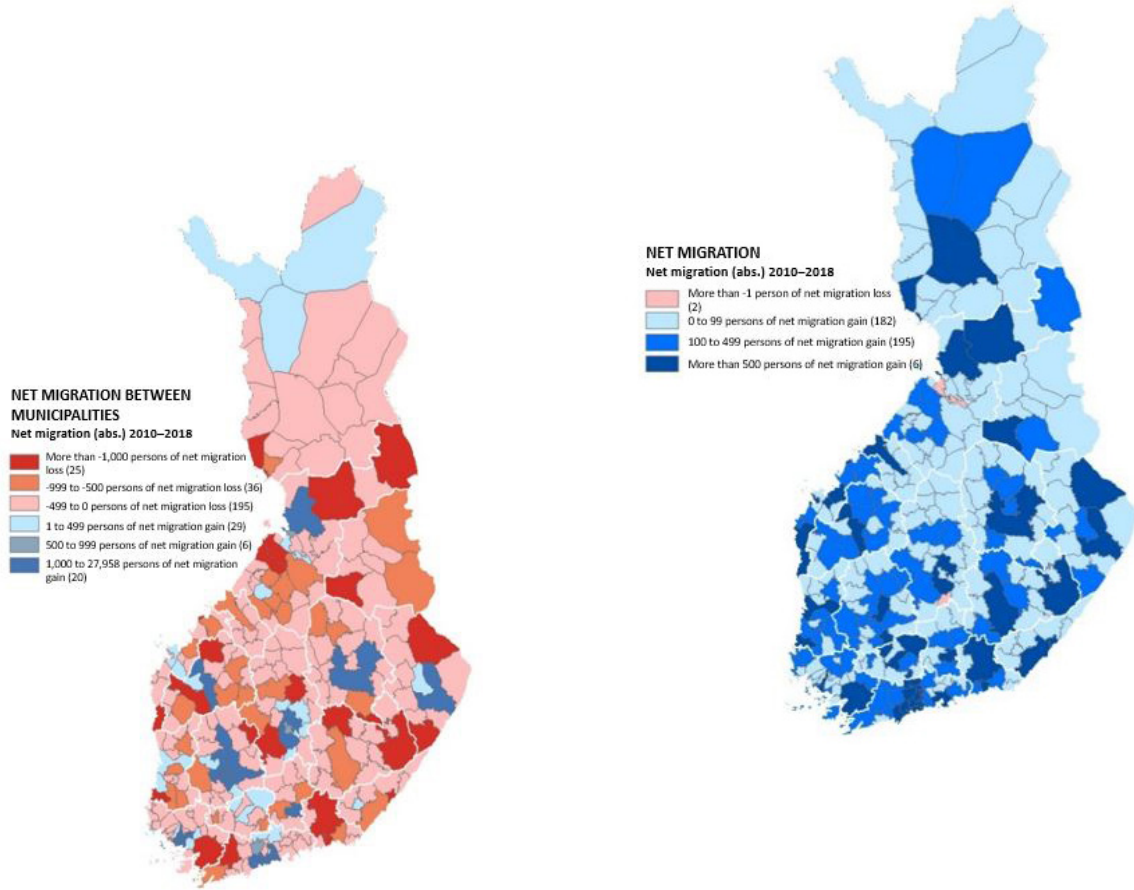 NET MIGRATION BETWEEN
MUNICIPALITIES
Net migration (abs.) 2010–2018
More than -1,000 persons of net migration
loss (25)
-999 to -500 persons of net migration loss (36)
-499 to 0 persons of net migration loss (195)
1 to 499 persons of net migration gain (29)
500 to 999 persons of net migration gain (6)
1,000 to 27,958 persons of net migration
gain (20)
NET MIGRATION
Net migration (abs.) 2010–2018
More than -1 person of net migration loss
(2)
0 to 99 persons of net migration gain (182)
100 to 499 persons of net migration gain (195)
More than 500 persons of net migration gain (6)